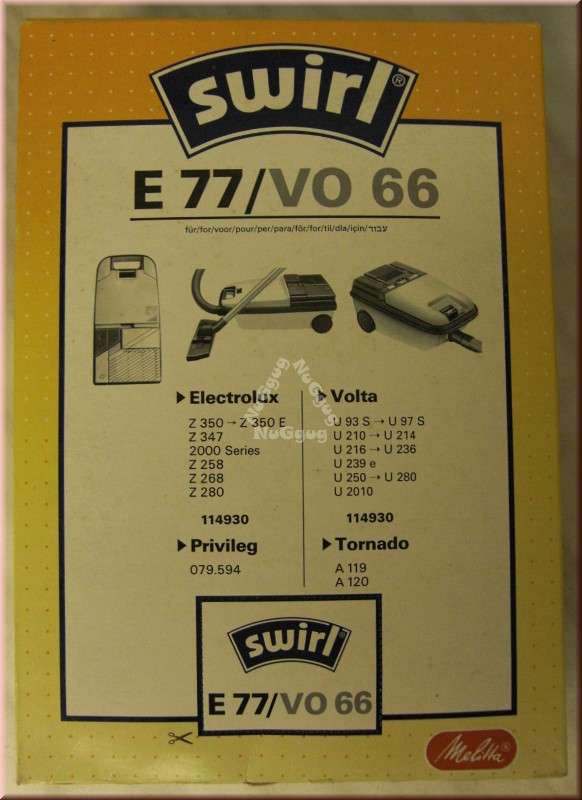 swirl®
E 77/VO 66
für/for/voor/pour/per/para/för/for/til/dla/için/עבור
Electrolux
Z 350 → Z 350 E
Z 347
2000 Series
Z 258
Z 268
Z 280
114930
Privileg
079.594
Volta
U 93 S → U 97 S
U 210 → U 214
U 216 → U 236
U 239 e
U 250 → U 280
U 2010
114930
Tornado
A 119
A 120
NuGgug
NuGgug
NuGgug
swirl®
E 77/VO 66
Melitta®